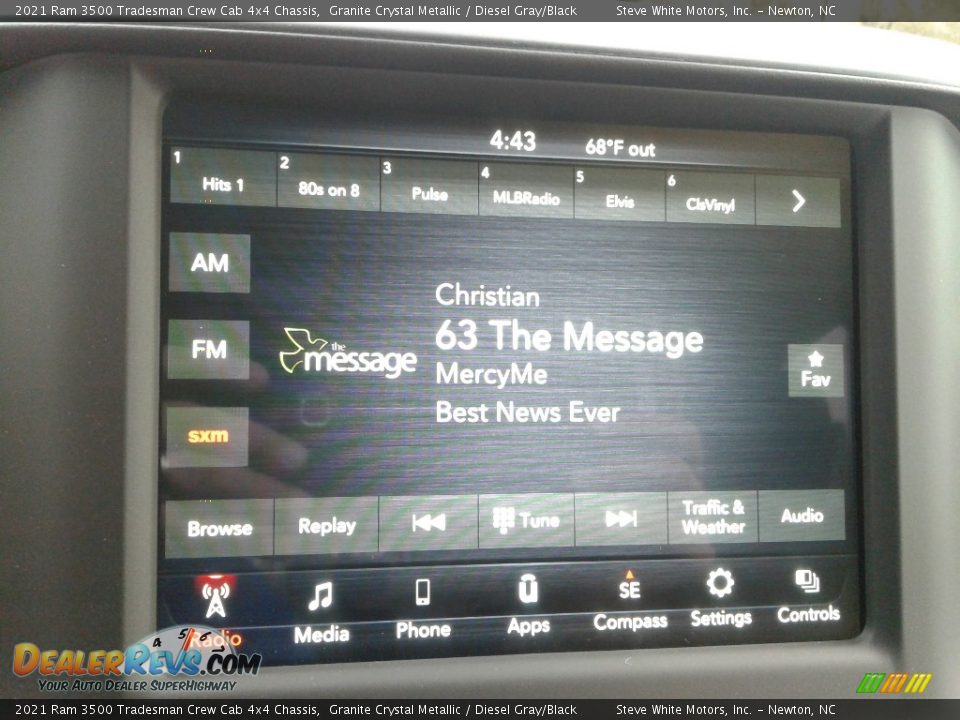 2021 Ram 3500 Tradesman Crew Cab 4x4 Chassis, Granite Crystal Metallic / Diesel Gray/Black Steve White Motors, Inc. - Newton, NC
4:43 68°F out
1 Hits 1 2 80s on 8 3 Pulse 4 MLBRadio 5 Elvis 6 ClsVinyl
AM
FM
sxm
the message
Christian
63 The Message
MercyMe
Best News Ever
Fav
Browse Replay Tune Traffic & Weather Audio
SE
Radio Media Phone Apps Compass Settings Controls
4 5 6
DealerRevs.com
Your Auto Dealer SuperHighway
2021 Ram 3500 Tradesman Crew Cab 4x4 Chassis, Granite Crystal Metallic / Diesel Gray/Black Steve White Motors, Inc. - Newton, NC